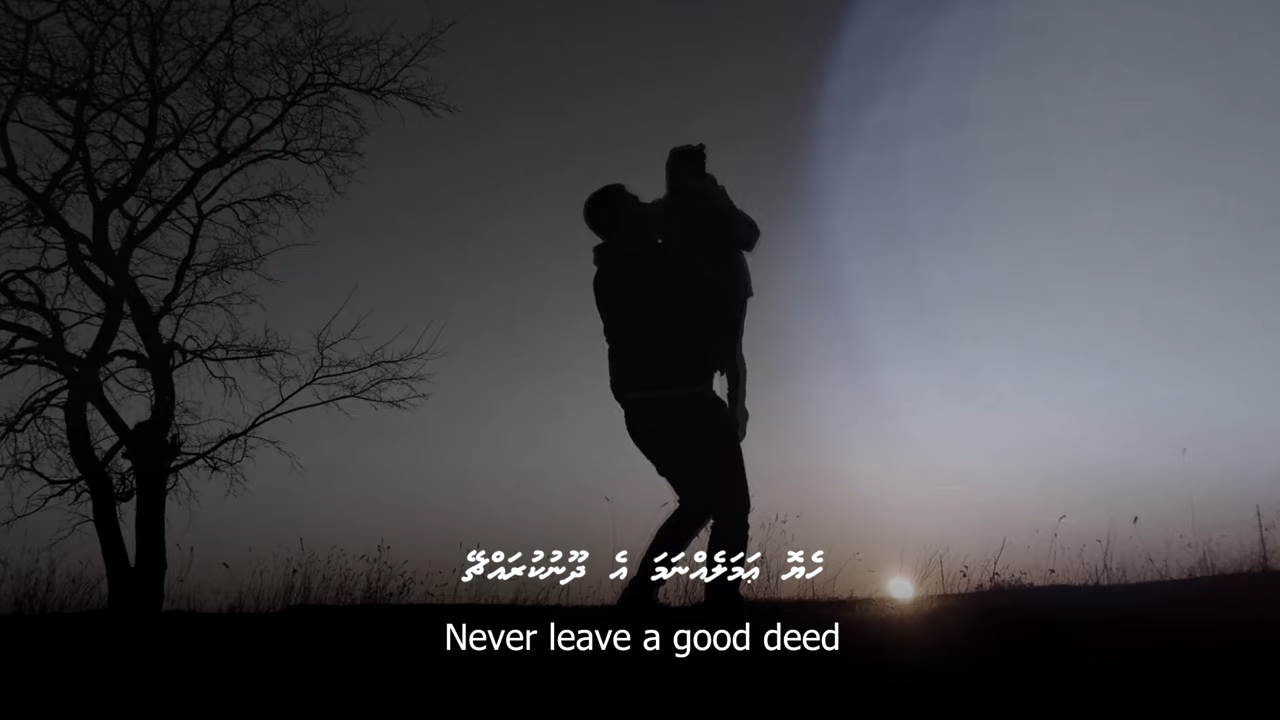 ހެޔޮ ޢަމަލެއްނަމަ އެ ދޫނުކުރައްޗޭ
Never leave a good deed